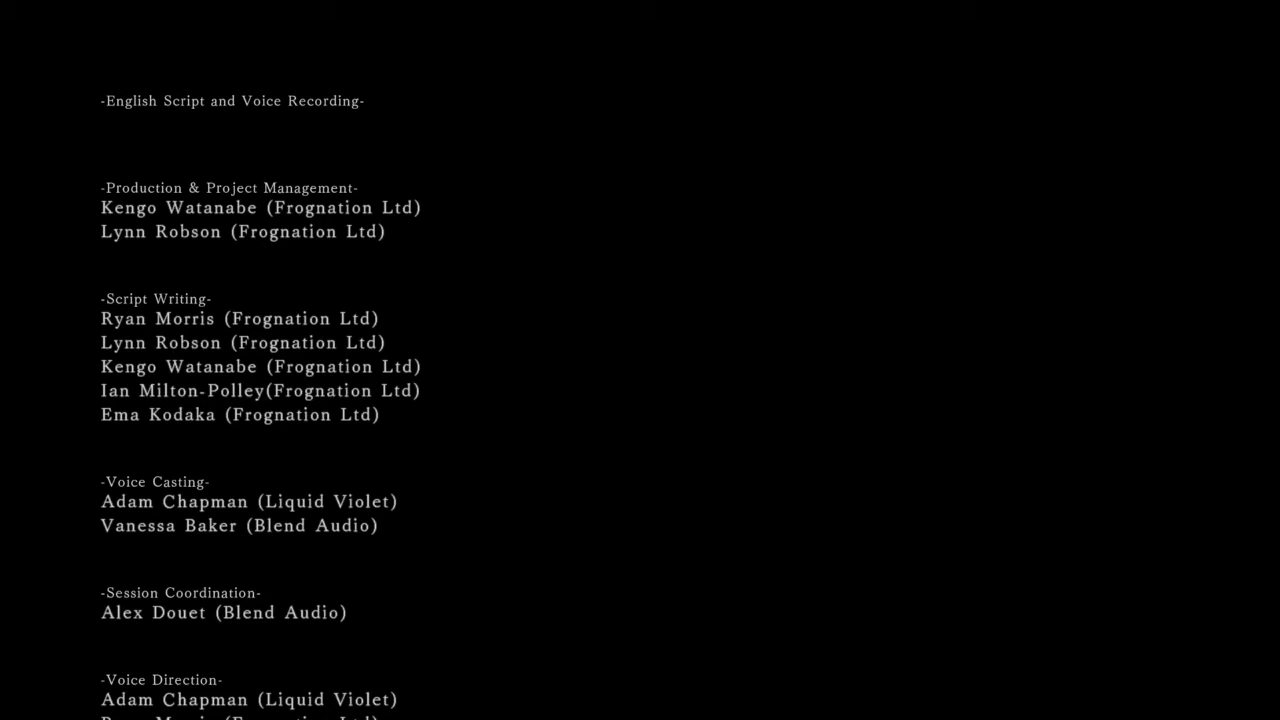 -English Script and Voice Recording-
-Production & Project Management-
Kengo Watanabe (Frognation Ltd)
Lynn Robson (Frognation Ltd)
-Script Writing-
Ryan Morris (Frognation Ltd)
Lynn Robson (Frognation Ltd)
Kengo Watanabe (Frognation Ltd)
Ian Milton-Polley(Frognation Ltd)
Ema Kodaka (Frognation Ltd)
-Voice Casting-
Adam Chapman (Liquid Violet)
Vanessa Baker (Blend Audio)
-Session Coordination-
Alex Douet (Blend Audio)
-Voice Direction-
Adam Chapman (Liquid Violet)